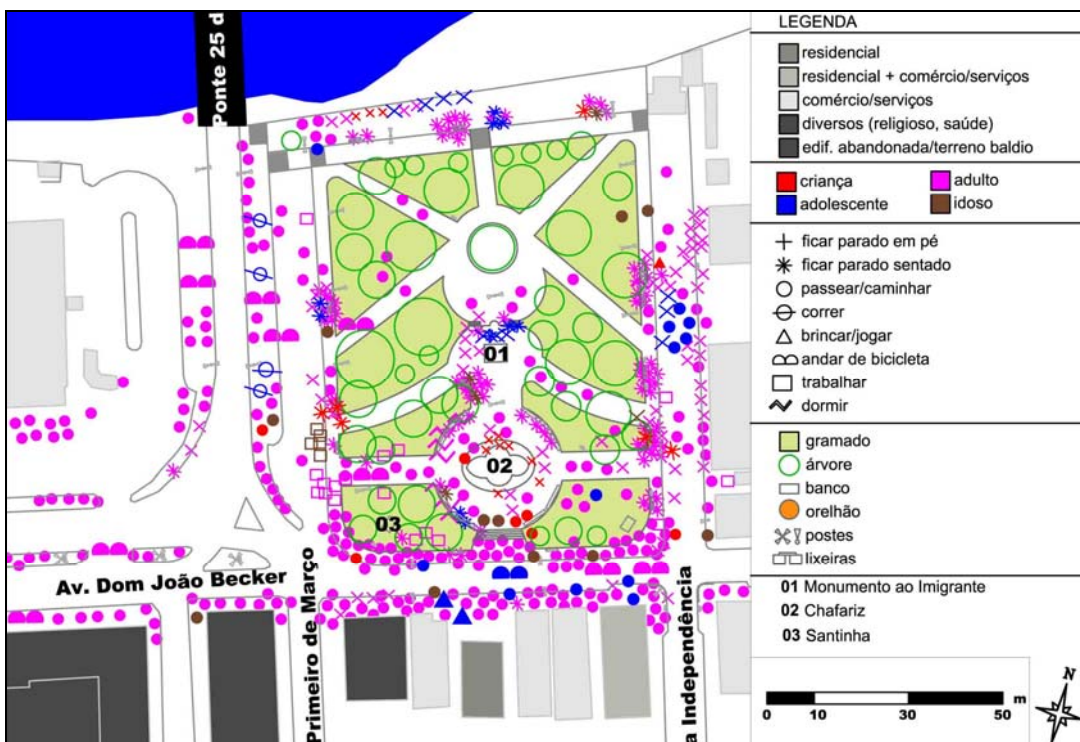 Ponte 25 d
01
02
03
Av. Dom João Becker
Primeiro de Março
a Independência
LEGENDA
residencial
residencial + comércio/serviços
comércio/serviços
diversos (religioso, saúde)
edif. abandonada/terreno baldio
criança
adulto
adolescente
idoso
ficar parado em pé
ficar parado sentado
passear/caminhar
correr
brincar/jogar
andar de bicicleta
trabalhar
dormir
gramado
árvore
banco
orelhão
postes
lixeiras
01 Monumento ao Imigrante
02 Chafariz
03 Santinha
N
m
0 10 30 50